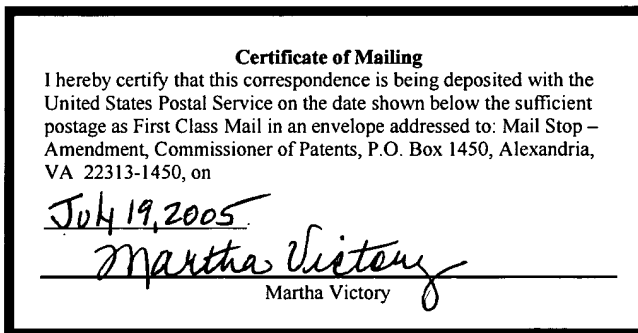 Certificate of Mailing
I hereby certify that this correspondence is being deposited with the
United States Postal Service on the date shown below the sufficient
postage as First Class Mail in an envelope addressed to: Mail Stop –
Amendment, Commissioner of Patents, P.O. Box 1450, Alexandria,
VA 22313-1450, on
July 19, 2005
Martha Victory
Martha Victory